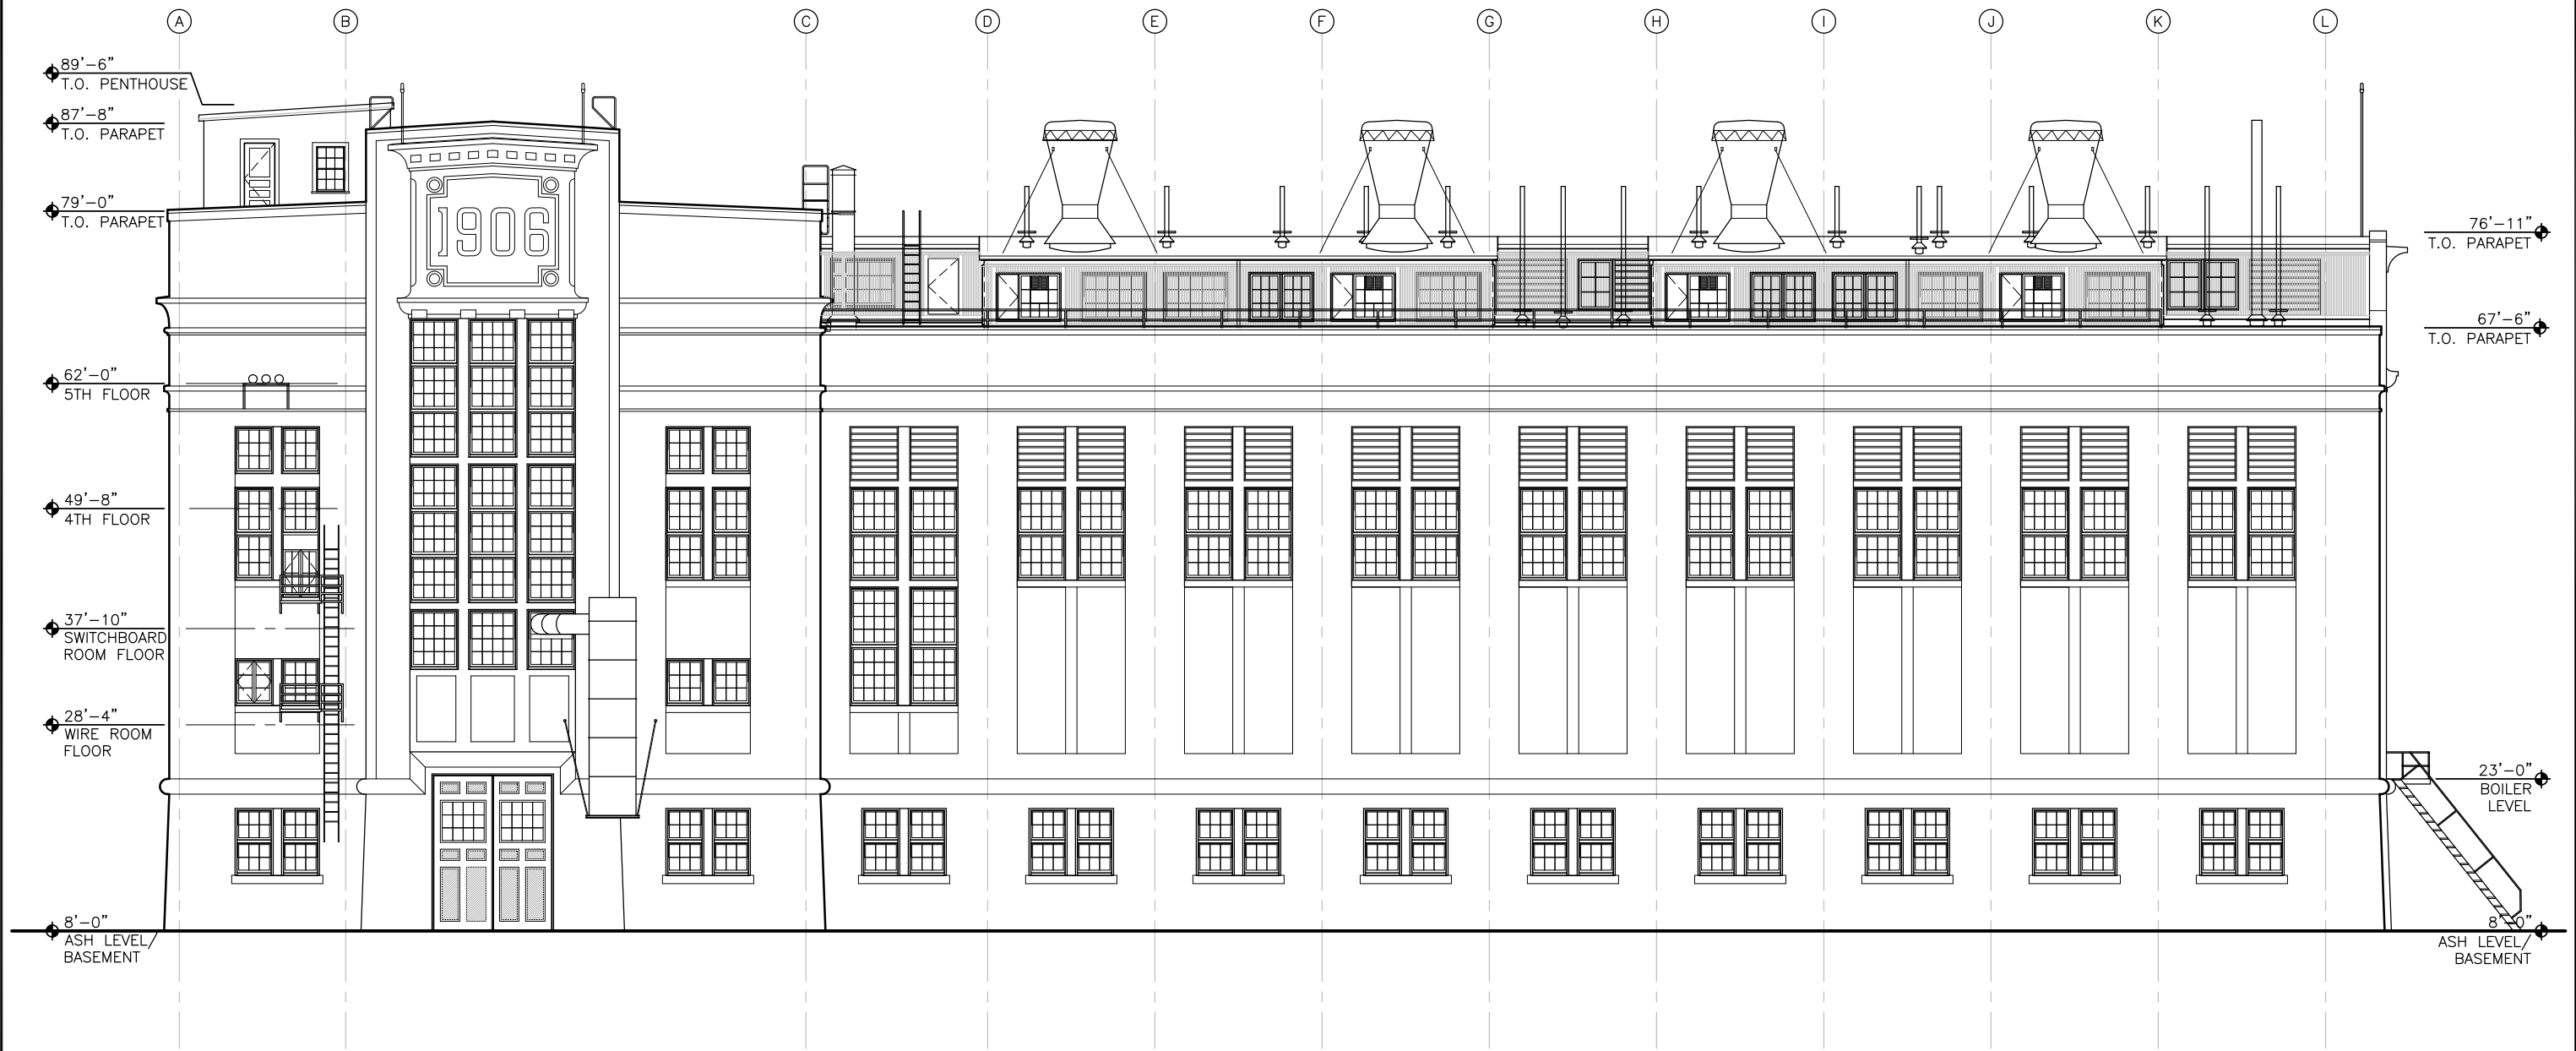 A B C D E F G H I J K L
89'-6"
T.O. PENTHOUSE
87'-8"
T.O. PARAPET
79'-0"
T.O. PARAPET
1906
76'-11"
T.O. PARAPET
67'-6"
T.O. PARAPET
62'-0"
5TH FLOOR
49'-8"
4TH FLOOR
37'-10"
SWITCHBOARD
ROOM FLOOR
28'-4"
WIRE ROOM
FLOOR
23'-0"
BOILER
LEVEL
8'-0"
ASH LEVEL/
BASEMENT
8'-0"
ASH LEVEL/
BASEMENT